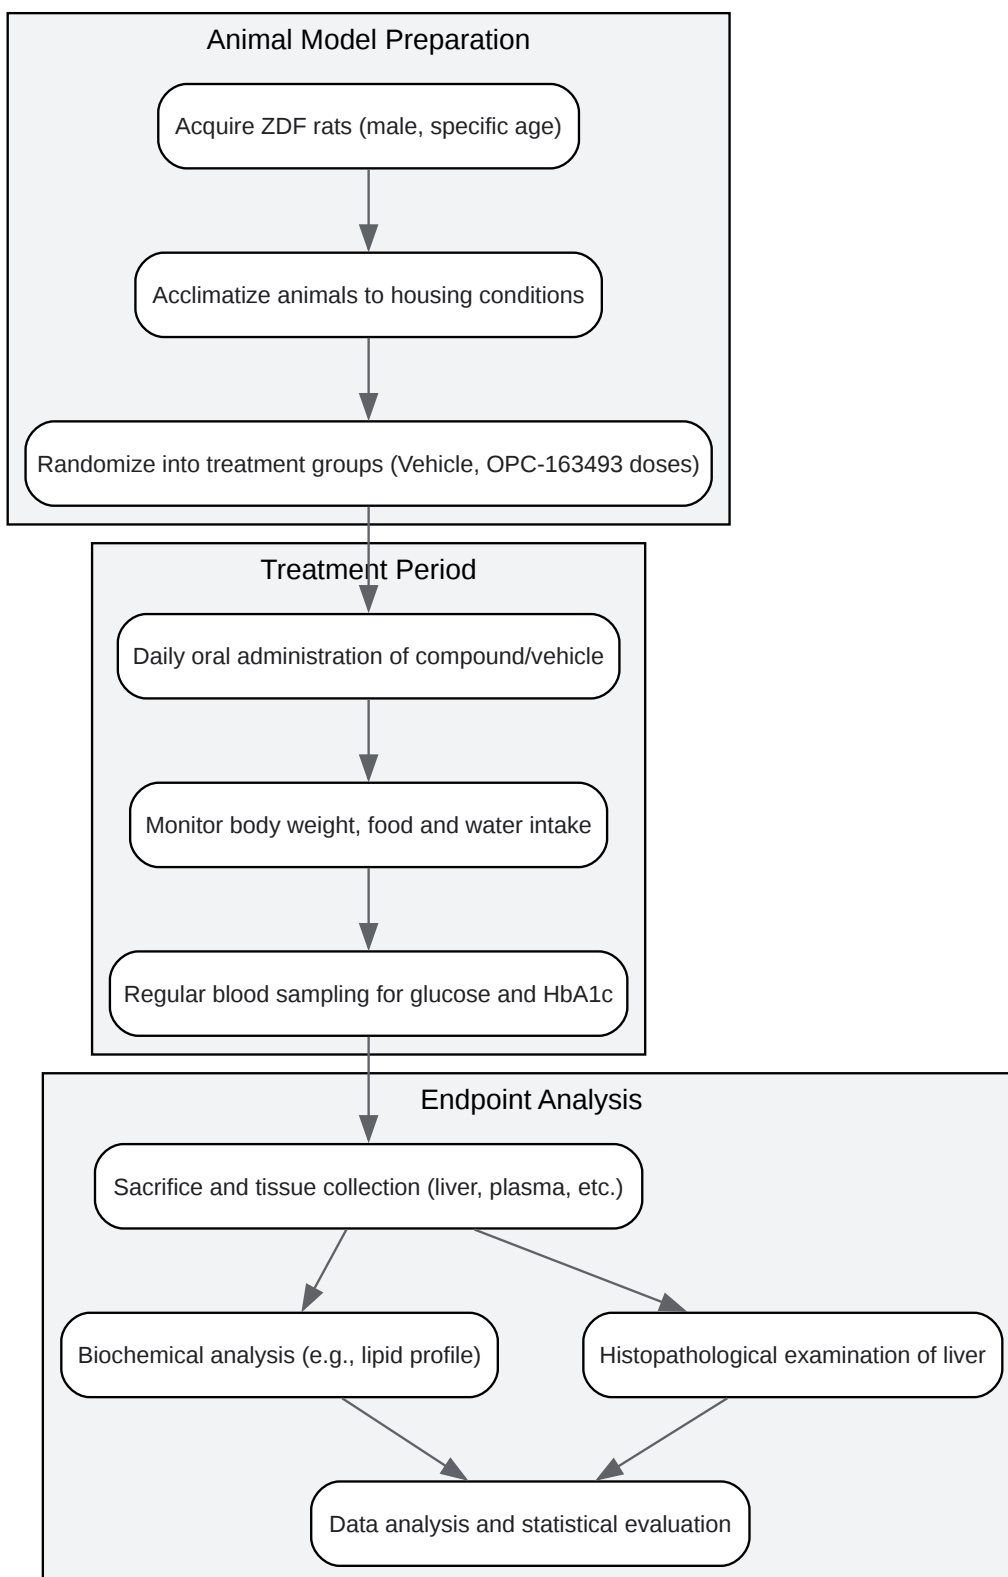 Animal Model Preparation
Acquire ZDF rats (male, specific age)
Acclimatize animals to housing conditions
Randomize into treatment groups (Vehicle, OPC-163493 doses)
Treatment Period
Daily oral administration of compound/vehicle
Monitor body weight, food and water intake
Regular blood sampling for glucose and HbA1c
Endpoint Analysis
Sacrifice and tissue collection (liver, plasma, etc.)
Biochemical analysis (e.g., lipid profile)
Histopathological examination of liver
Data analysis and statistical evaluation